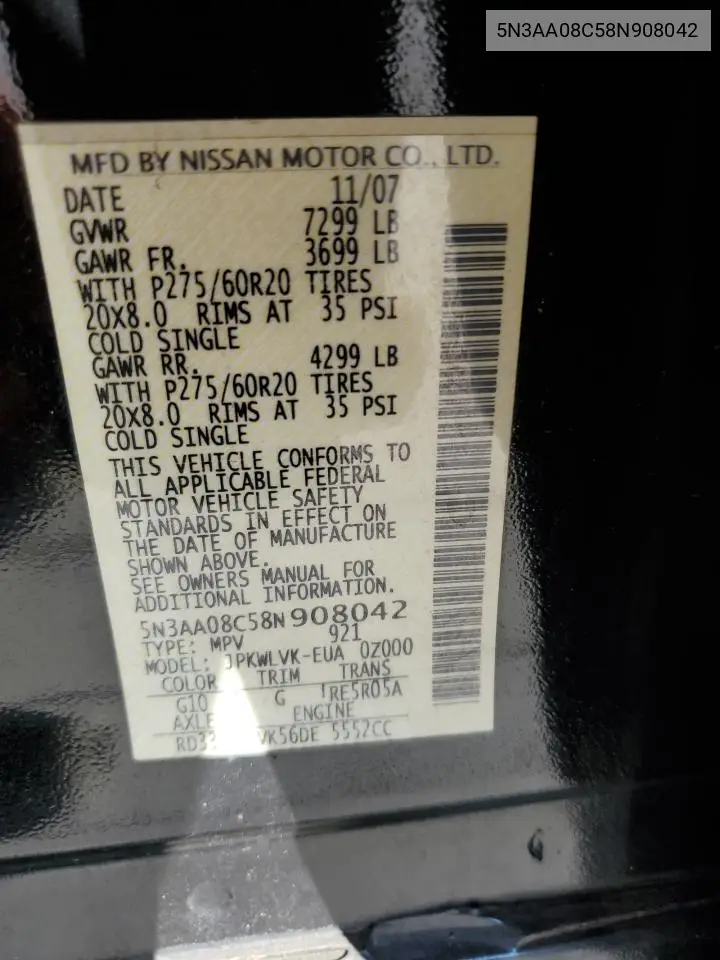 5N3AA08C58N908042
MFD BY NISSAN MOTOR CO., LTD.
DATE 11/07
GVWR 7299 LB
GAWR FR. 3699 LB
WITH P275/60R20 TIRES
20X8.0 RIMS AT 35 PSI
COLD SINGLE
GAWR RR. 4299 LB
WITH P275/60R20 TIRES
20X8.0 RIMS AT 35 PSI
COLD SINGLE
THIS VEHICLE CONFORMS TO
ALL APPLICABLE FEDERAL
MOTOR VEHICLE SAFETY
STANDARDS IN EFFECT ON
THE DATE OF MANUFACTURE
SHOWN ABOVE.
SEE OWNERS MANUAL FOR
ADDITIONAL INFORMATION.
5N3AA08C58N908042
TYPE: MPV 921
MODEL: JPKWLVK-EUA 0Z000
COLOR TRIM TRANS
G10 G RE5R05A
AXLE ENGINE
VK56DE 5552CC